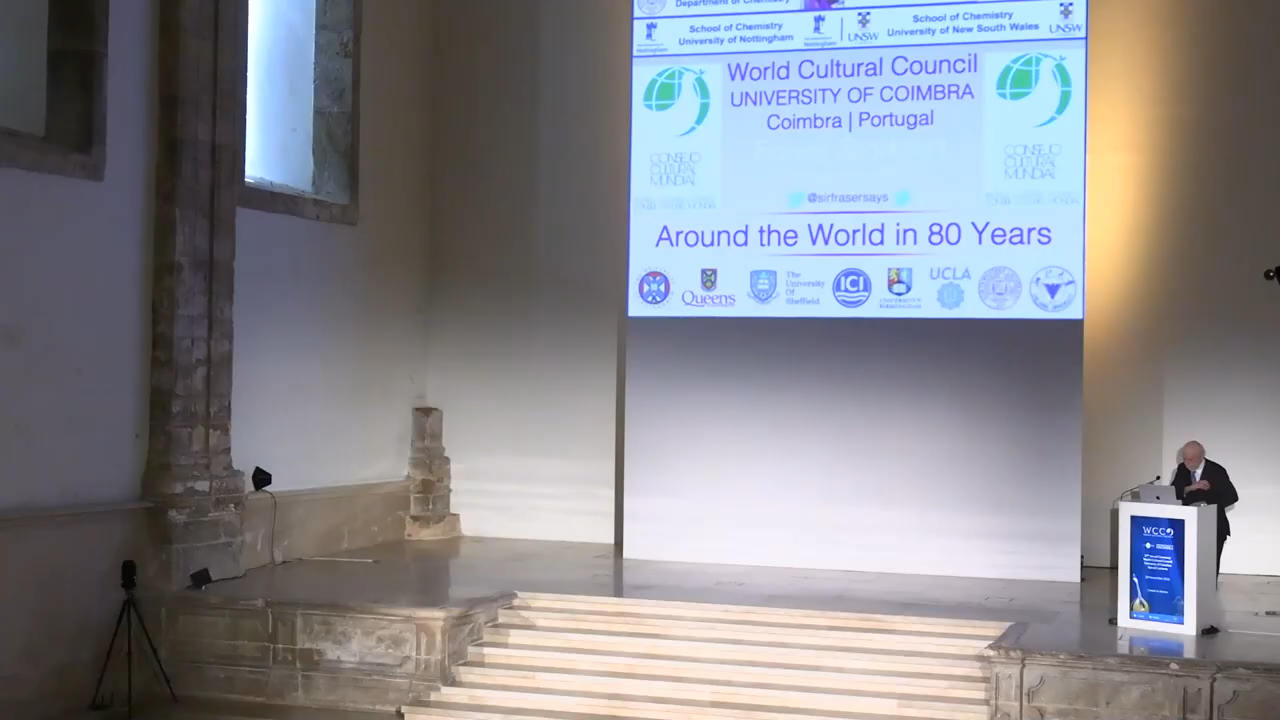 Department of Chemistry
School of Chemistry
University of Nottingham
Nottingham
Nottingham
UNSW
School of Chemistry
University of New South Wales
UNSW
World Cultural Council
UNIVERSITY OF COIMBRA
Coimbra | Portugal
CONSEJO
CULTURAL
MUNDIAL
CONSEJO
CULTURAL
MUNDIAL
@sirfrasersays
Around the World in 80 Years
Queens
The
University
Of
Sheffield.
ICI
UCLA
WCC